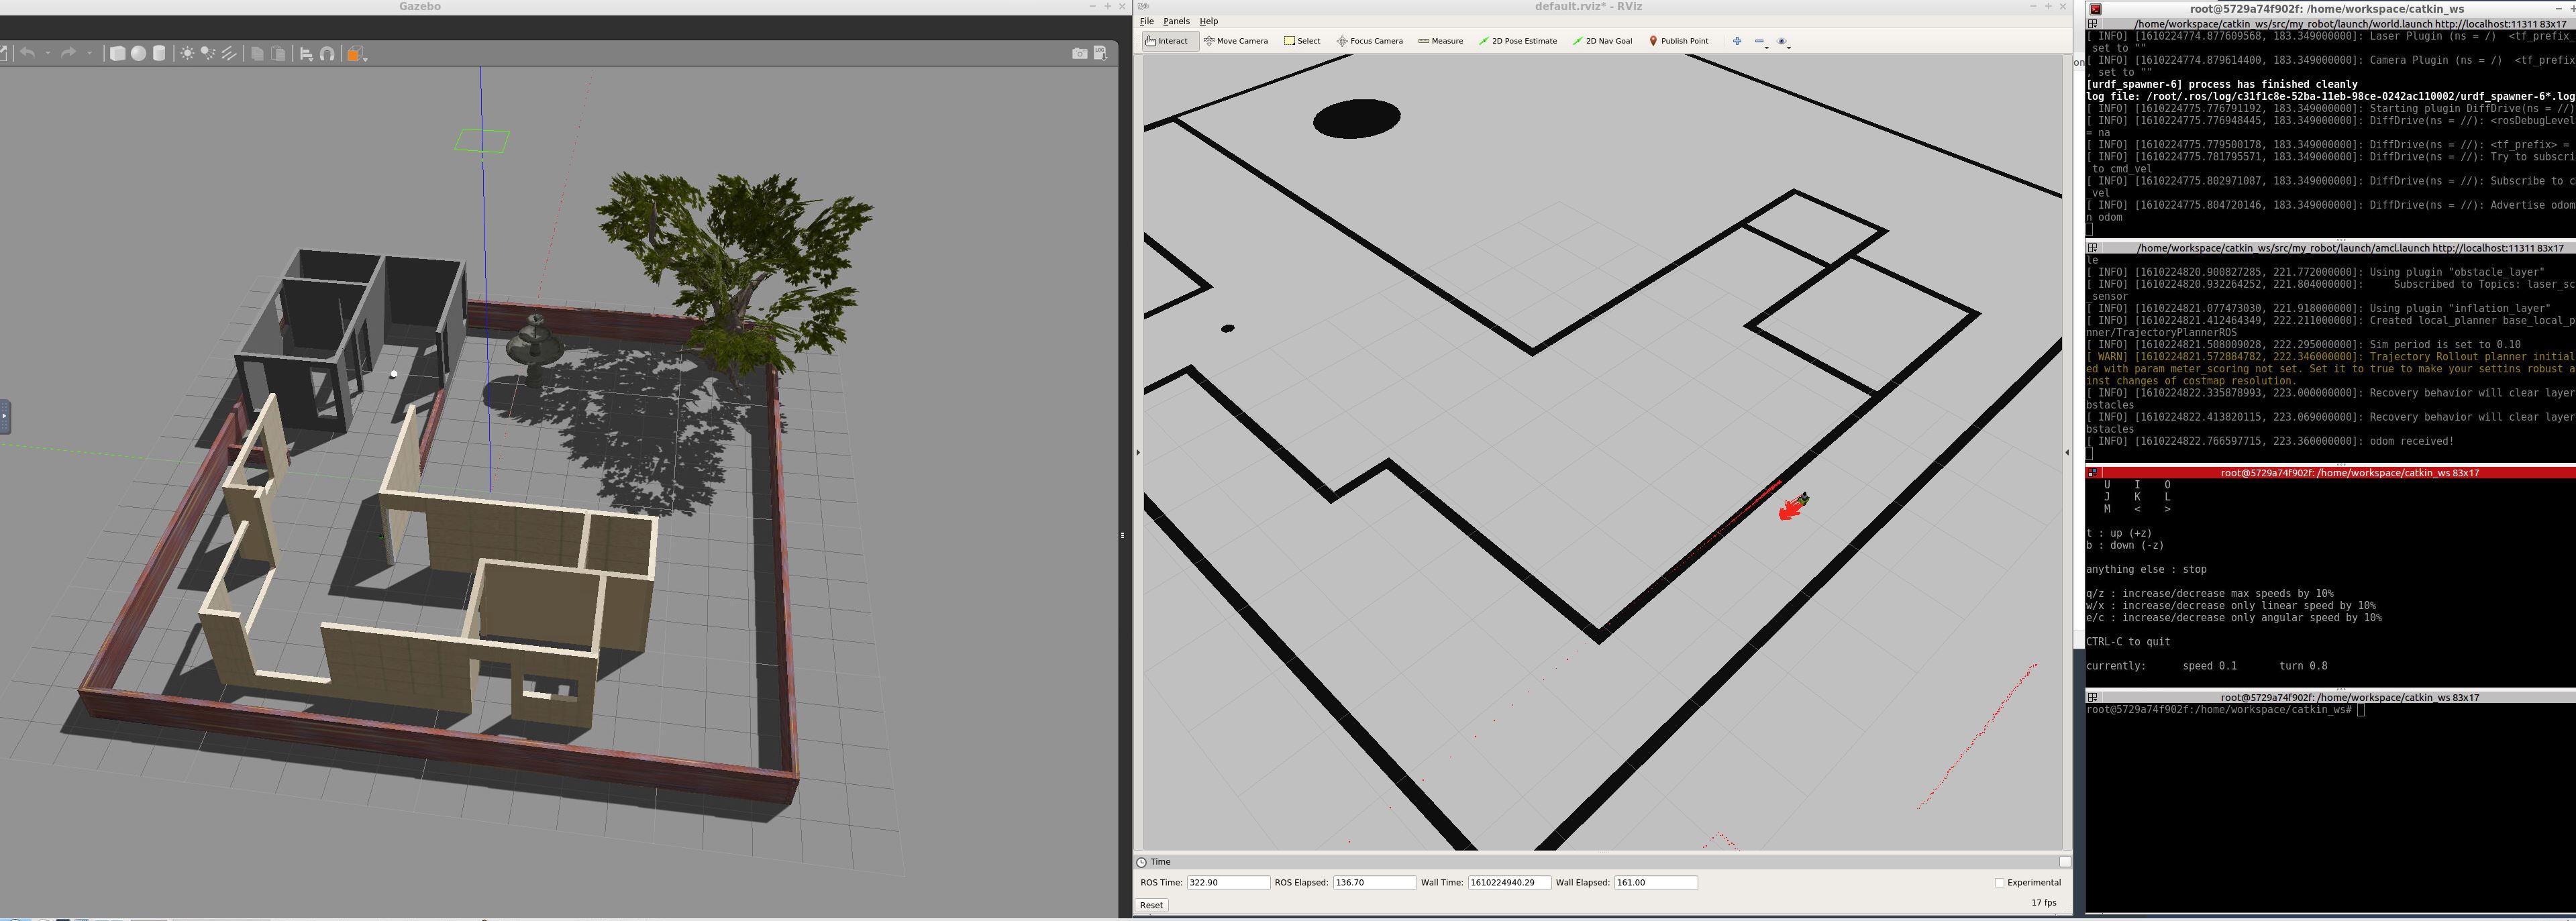 Gazebo
default.rviz* - RViz
File Panels Help
Interact Move Camera Select Focus Camera Measure 2D Pose Estimate 2D Nav Goal Publish Point
Time
ROS Time: 322.90 ROS Elapsed: 136.70 Wall Time: 1610224940.29 Wall Elapsed: 161.00 Experimental
Reset 17 fps
root@5729a74f902f: /home/workspace/catkin_ws
/home/workspace/catkin_ws/src/my_robot/launch/world.launch http://localhost:11311 83x17
[ INFO] [1610224774.877609568, 183.349000000]: Laser Plugin (ns = /) <tf_prefix_
set to ""
[ INFO] [1610224774.879614400, 183.349000000]: Camera Plugin (ns = /) <tf_prefix
, set to ""
[urdf_spawner-6] process has finished cleanly
log file: /root/.ros/log/c31f1c8e-52ba-11eb-98ce-0242ac110002/urdf_spawner-6*.log
[ INFO] [1610224775.776791192, 183.349000000]: Starting plugin DiffDrive(ns = //)
[ INFO] [1610224775.776948445, 183.349000000]: DiffDrive(ns = //): <rosDebugLevel
= na
[ INFO] [1610224775.779500178, 183.349000000]: DiffDrive(ns = //): <tf_prefix> =
[ INFO] [1610224775.781795571, 183.349000000]: DiffDrive(ns = //): Try to subscri
to cmd_vel
[ INFO] [1610224775.802971087, 183.349000000]: DiffDrive(ns = //): Subscribe to c
_vel
[ INFO] [1610224775.804720146, 183.349000000]: DiffDrive(ns = //): Advertise odom
n odom
/home/workspace/catkin_ws/src/my_robot/launch/amcl.launch http://localhost:11311 83x17
le
[ INFO] [1610224820.900827285, 221.772000000]: Using plugin "obstacle_layer"
[ INFO] [1610224820.932264252, 221.804000000]: Subscribed to Topics: laser_sc
_sensor
[ INFO] [1610224821.077473030, 221.918000000]: Using plugin "inflation_layer"
[ INFO] [1610224821.412464349, 222.211000000]: Created local_planner base_local_p
nner/TrajectoryPlannerROS
[ INFO] [1610224821.508009028, 222.295000000]: Sim period is set to 0.10
[ WARN] [1610224821.572884782, 222.346000000]: Trajectory Rollout planner initial
ed with param meter_scoring not set. Set it to true to make your settins robust a
inst changes of costmap resolution.
[ INFO] [1610224822.335878993, 223.000000000]: Recovery behavior will clear layer
bstacles
[ INFO] [1610224822.413820115, 223.069000000]: Recovery behavior will clear layer
bstacles
[ INFO] [1610224822.766597715, 223.360000000]: odom received!
root@5729a74f902f: /home/workspace/catkin_ws 83x17
U I O
J K L
M < >
t : up (+z)
b : down (-z)
anything else : stop
q/z : increase/decrease max speeds by 10%
w/x : increase/decrease only linear speed by 10%
e/c : increase/decrease only angular speed by 10%
CTRL-C to quit
currently: speed 0.1 turn 0.8
root@5729a74f902f: /home/workspace/catkin_ws 83x17
root@5729a74f902f:/home/workspace/catkin_ws#